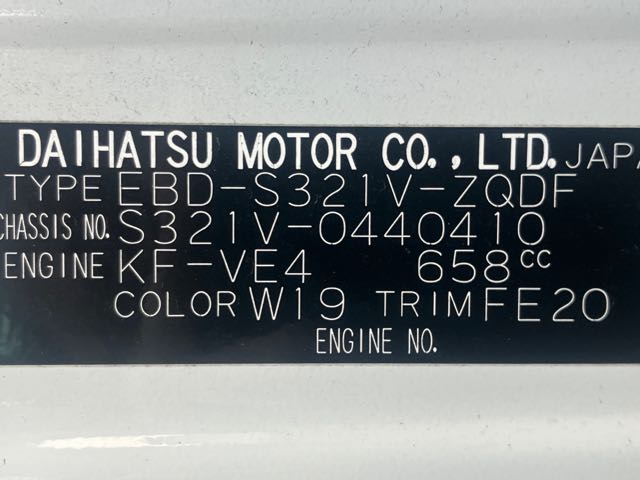 DAIHATSU MOTOR CO.,LTD. JAPA
TYPE EBD-S321V-ZQDF
CHASSIS NO. S321V-0440410
ENGINE KF-VE4 658cc
COLOR W19 TRIM FE20
ENGINE NO.